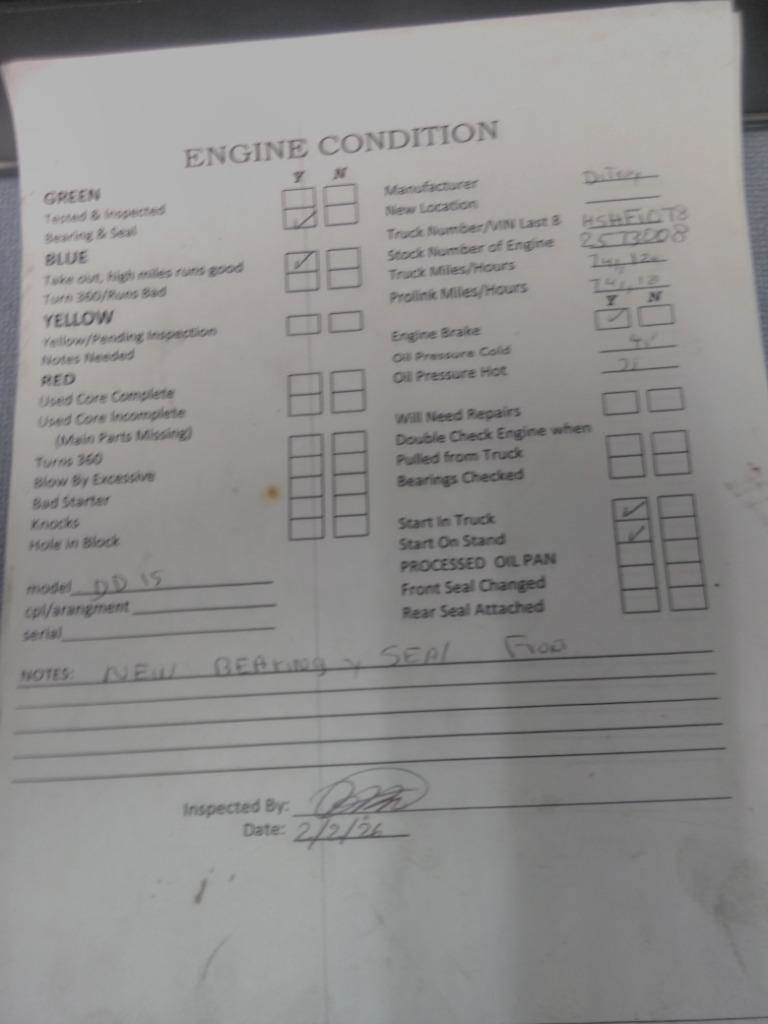 ENGINE CONDITION
Y N
GREEN
Tested & Inspected
Bearing & Seal
BLUE
Take out, high miles runs good
Turn 360/Runs Bad
YELLOW
Yellow/Pending Inspection
Notes Needed
RED
Used Core Complete
Used Core Incomplete
(Main Parts Missing)
Turns 360
Blow By Excessive
Bad Starter
Knocks
Hole in Block
model DD 15
cpl/arangment
serial
Manufacturer
New Location
Truck Number/VIN Last 8
Stock Number of Engine
Truck Miles/Hours
Prolink Miles/Hours
Y N
Engine Brake
Oil Pressure Cold
Oil Pressure Hot
Will Need Repairs
Double Check Engine when
Pulled from Truck
Bearings Checked
Start In Truck
Start On Stand
PROCESSED OIL PAN
Front Seal Changed
Rear Seal Attached
NOTES: NEW BEAring y SEAl
Inspected By:
Date: 2/2/26